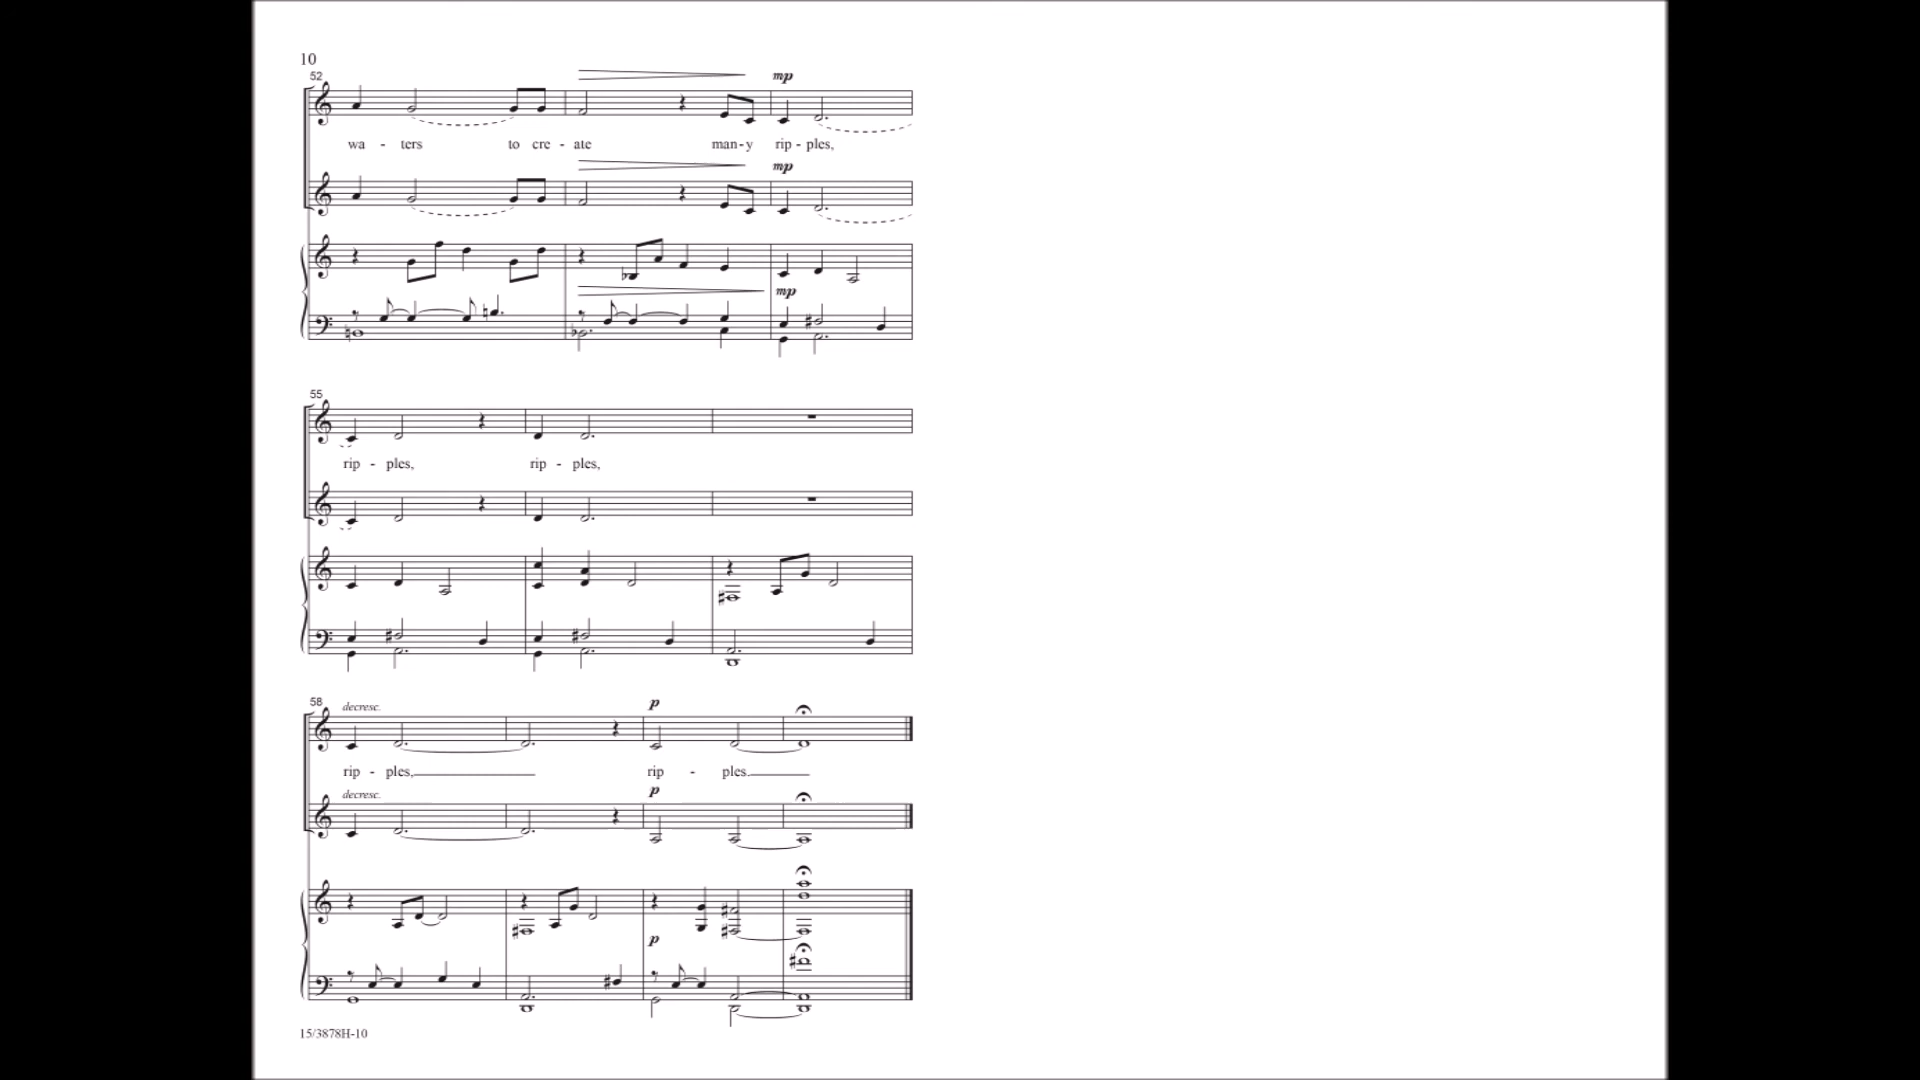 10
52
mp
wa - ters to cre - ate man-y rip - ples,
mp
mp
55
rip - ples, rip - ples,
58
decresc.
p
rip - ples, rip - ples.
decresc.
p
p
15/3878H-10